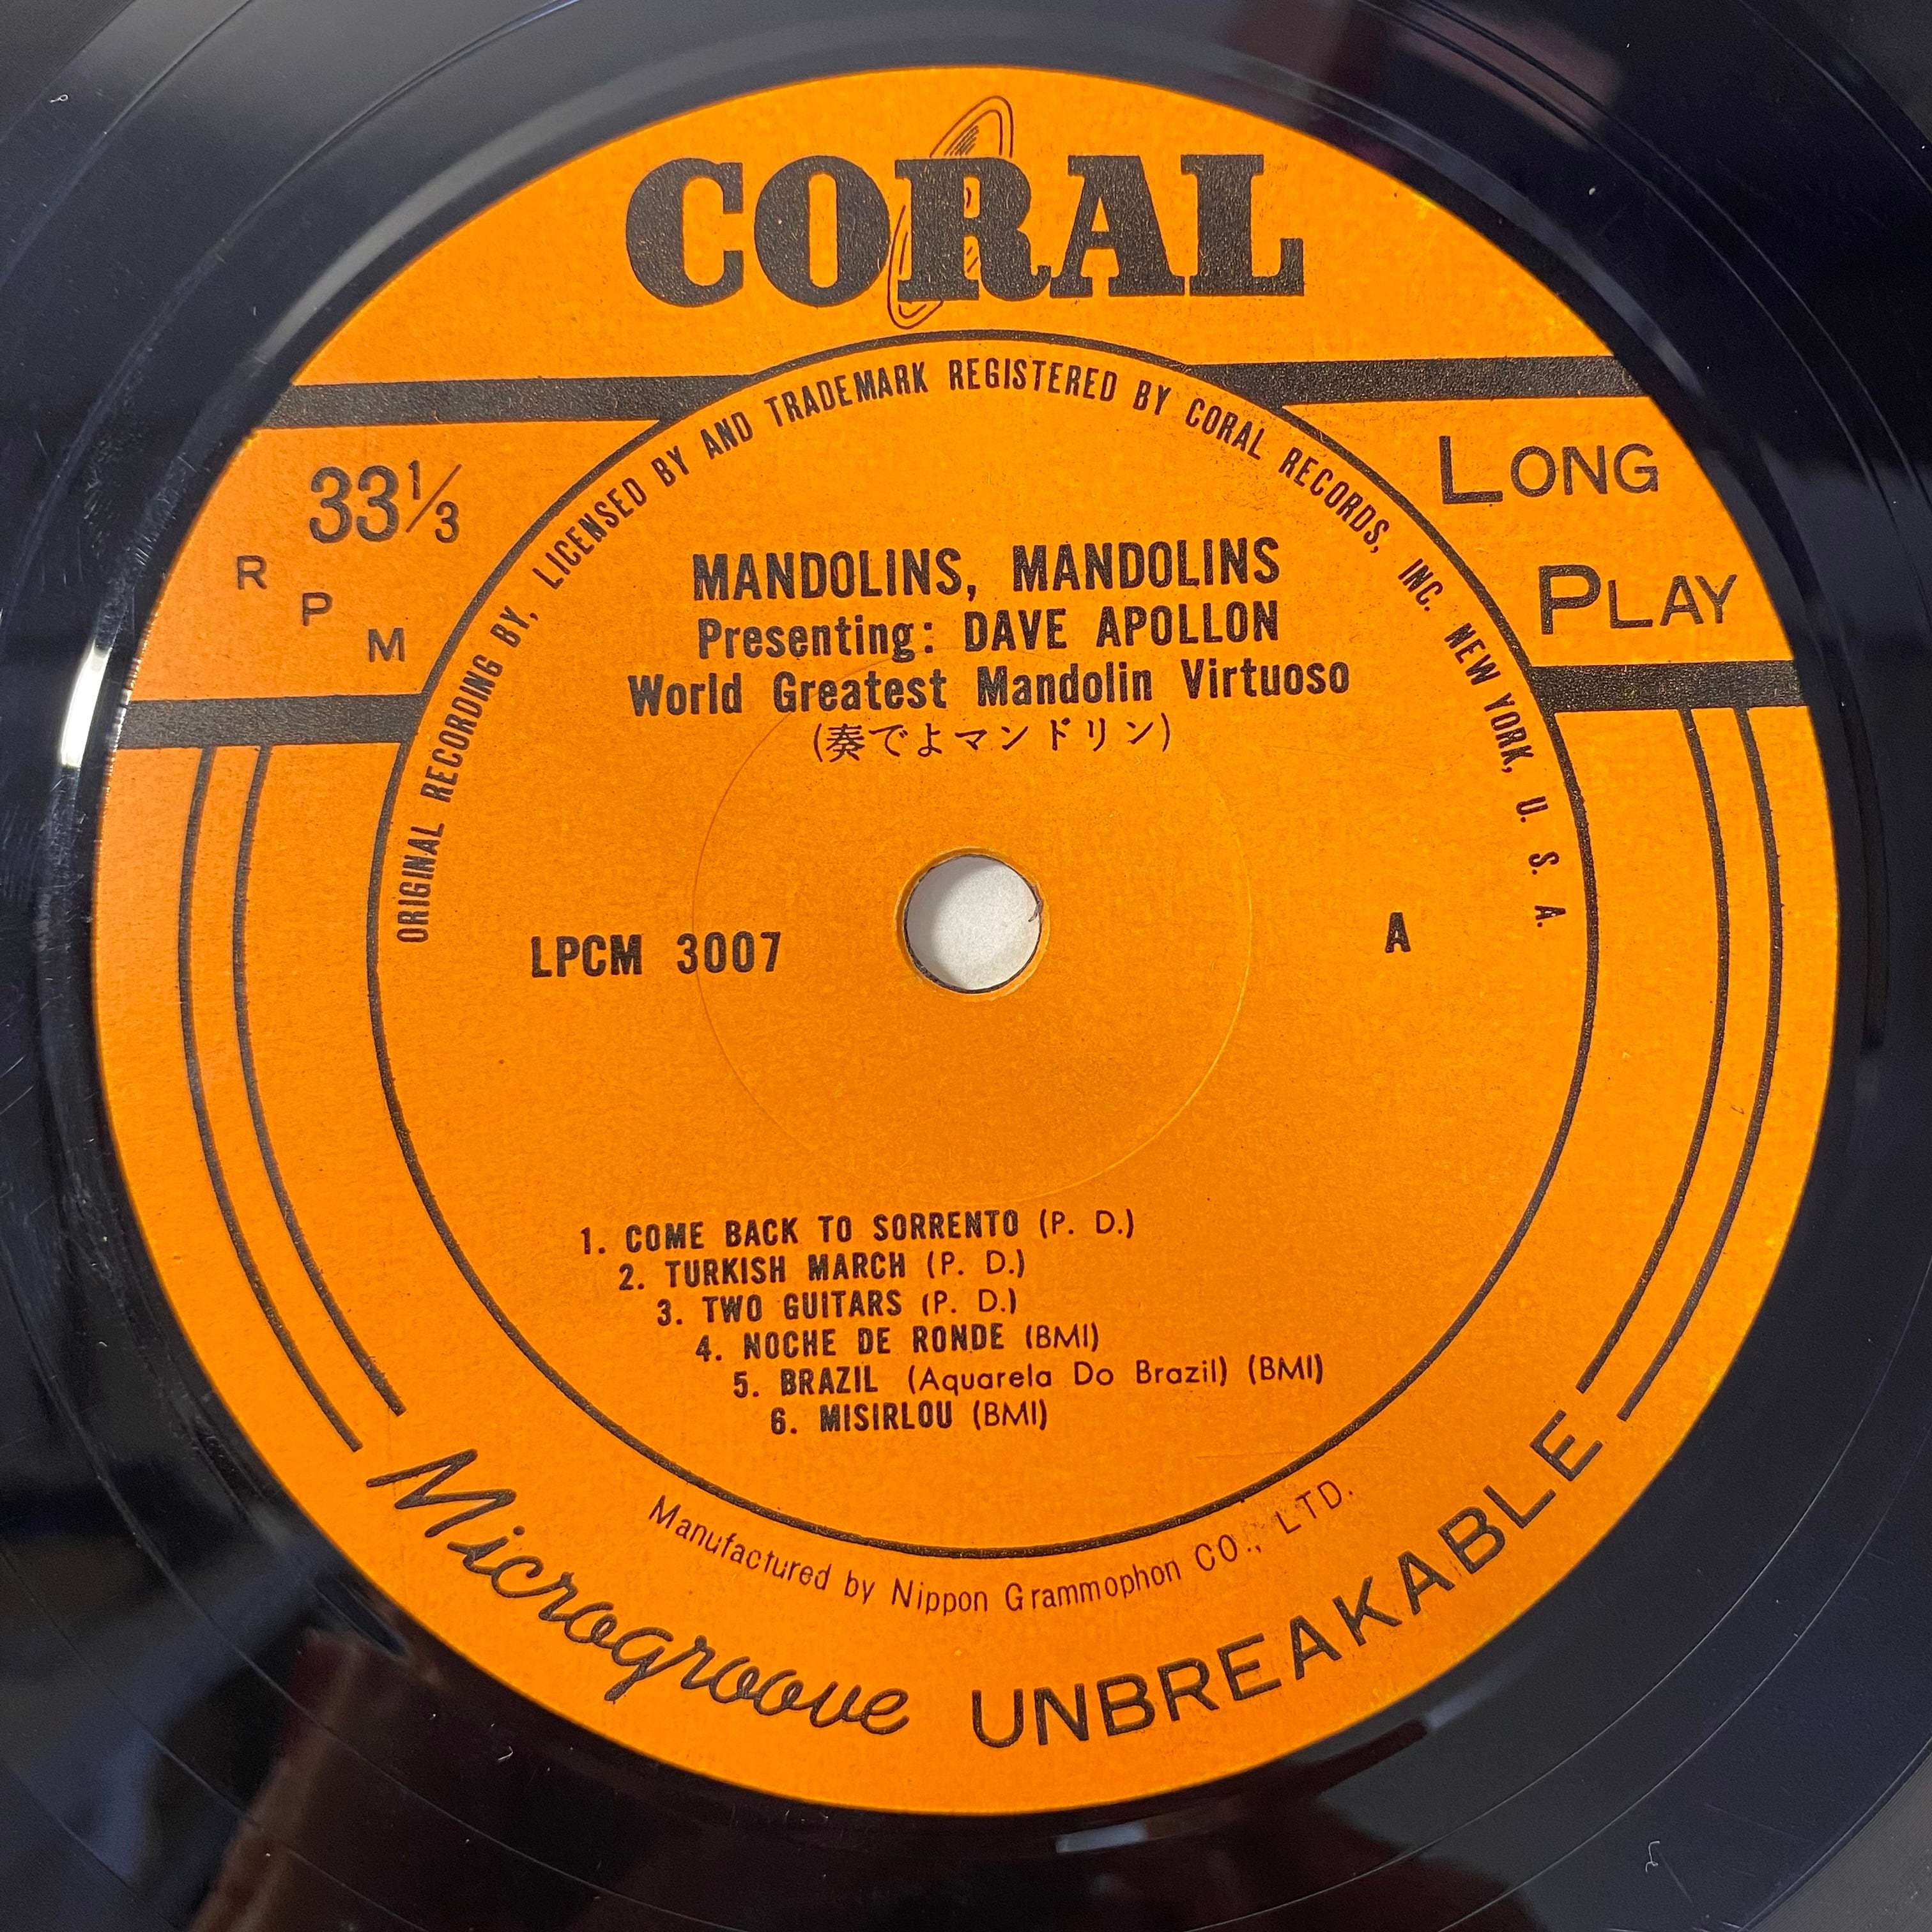 CORAL
ORIGINAL RECORDING BY, LICENSED BY AND TRADEMARK REGISTERED BY CORAL RECORDS, INC. NEW YORK, U. S. A.
33 1/3
R P M
LONG
PLAY
MANDOLINS, MANDOLINS
Presenting: DAVE APOLLON
World Greatest Mandolin Virtuoso
(奏でよマンドリン)
LPCM 3007
A
1. COME BACK TO SORRENTO (P. D.)
2. TURKISH MARCH (P. D.)
3. TWO GUITARS (P. D.)
4. NOCHE DE RONDE (BMI)
5. BRAZIL (Aquarela Do Brazil) (BMI)
6. MISIRLOU (BMI)
Manufactured by Nippon Grammophon CO., LTD.
Microgroove UNBREAKABLE